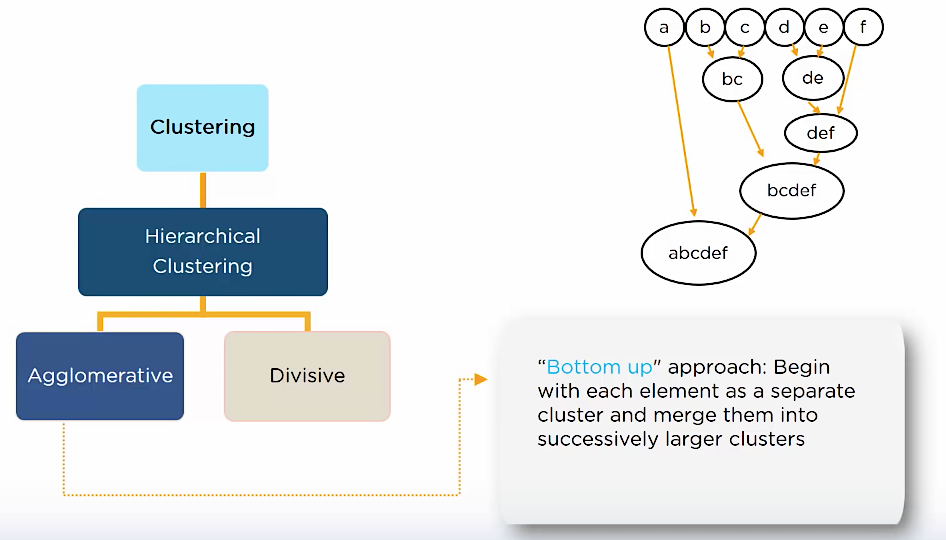 a b c d e f
bc de
def
Clustering
bcdef
Hierarchical
Clustering
abcdef
Agglomerative
Divisive
“Bottom up" approach: Begin
with each element as a separate
cluster and merge them into
successively larger clusters